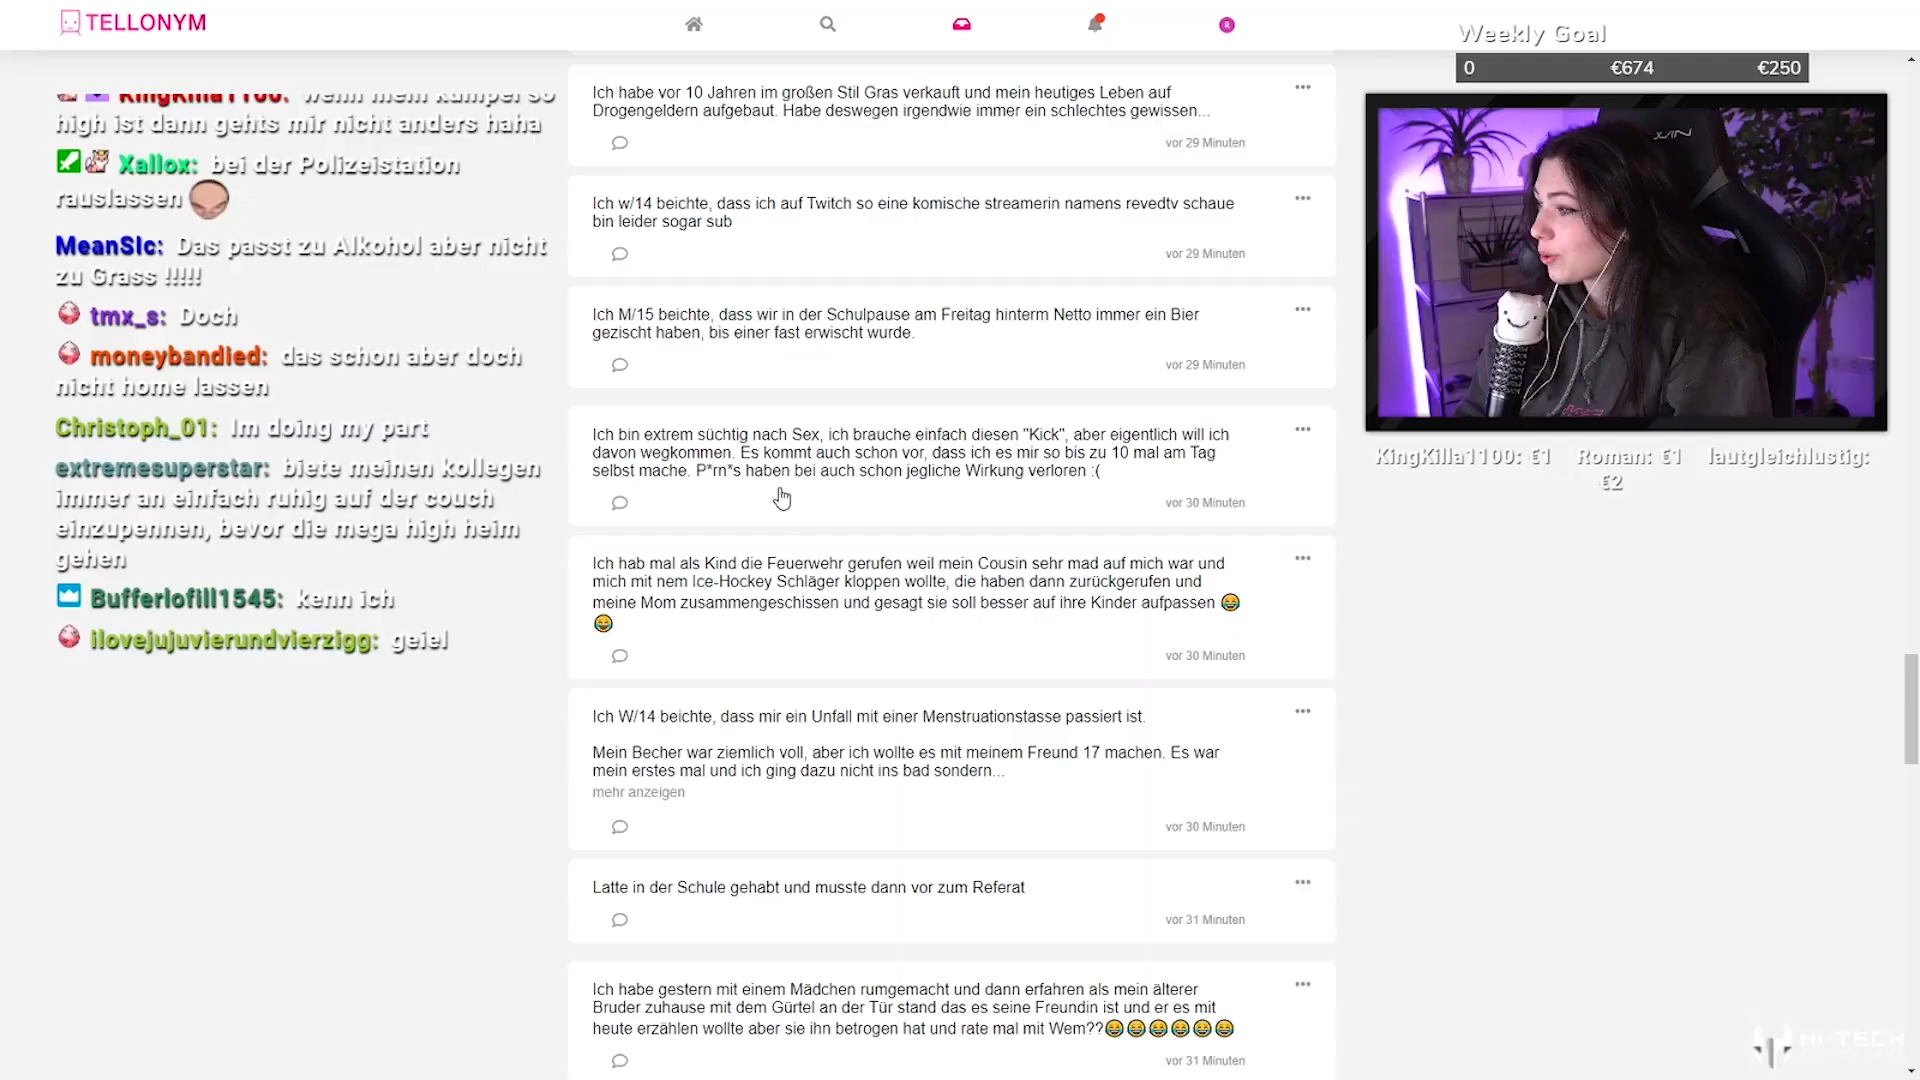 TELLONYM
R
Weekly Goal
0 €674 €250
KingKilla1100: wenn mein kumpel so
high ist dann gehts mir nicht anders haha
Xallox: bei der Polizeistation
rauslassen
MeanSlc: Das passt zu Alkohol aber nicht
zu Grass !!!!!
tmx_s: Doch
moneybandied: das schon aber doch
nicht home lassen
Christoph_01: Im doing my part
extremesuperstar: biete meinen kollegen
immer an einfach ruhig auf der couch
einzupennen, bevor die mega high heim
gehen
Bufferlofill1545: kenn ich
ilovejujuvierundvierzigg: geiel
Ich habe vor 10 Jahren im großen Stil Gras verkauft und mein heutiges Leben auf
Drogengeldern aufgebaut. Habe deswegen irgendwie immer ein schlechtes gewissen...
vor 29 Minuten
Ich w/14 beichte, dass ich auf Twitch so eine komische streamerin namens revedtv schaue
bin leider sogar sub
vor 29 Minuten
Ich M/15 beichte, dass wir in der Schulpause am Freitag hinterm Netto immer ein Bier
gezischt haben, bis einer fast erwischt wurde.
vor 29 Minuten
Ich bin extrem süchtig nach Sex, ich brauche einfach diesen "Kick", aber eigentlich will ich
davon wegkommen. Es kommt auch schon vor, dass ich es mir so bis zu 10 mal am Tag
selbst mache. P*rn*s haben bei auch schon jegliche Wirkung verloren :(
vor 30 Minuten
Ich hab mal als Kind die Feuerwehr gerufen weil mein Cousin sehr mad auf mich war und
mich mit nem Ice-Hockey Schläger kloppen wollte, die haben dann zurückgerufen und
meine Mom zusammengeschissen und gesagt sie soll besser auf ihre Kinder aufpassen 😂
😂
vor 30 Minuten
Ich W/14 beichte, dass mir ein Unfall mit einer Menstruationstasse passiert ist.
Mein Becher war ziemlich voll, aber ich wollte es mit meinem Freund 17 machen. Es war
mein erstes mal und ich ging dazu nicht ins bad sondern...
mehr anzeigen
vor 30 Minuten
Latte in der Schule gehabt und musste dann vor zum Referat
vor 31 Minuten
Ich habe gestern mit einem Mädchen rumgemacht und dann erfahren als mein älterer
Bruder zuhause mit dem Gürtel an der Tür stand das es seine Freundin ist und er es mit
heute erzählen wollte aber sie ihn betrogen hat und rate mal mit Wem??😂😂😂😂😂😂
vor 31 Minuten
KingKilla1100: €1 Roman: €1 lautgleichlustig:
€2
HI-TECH